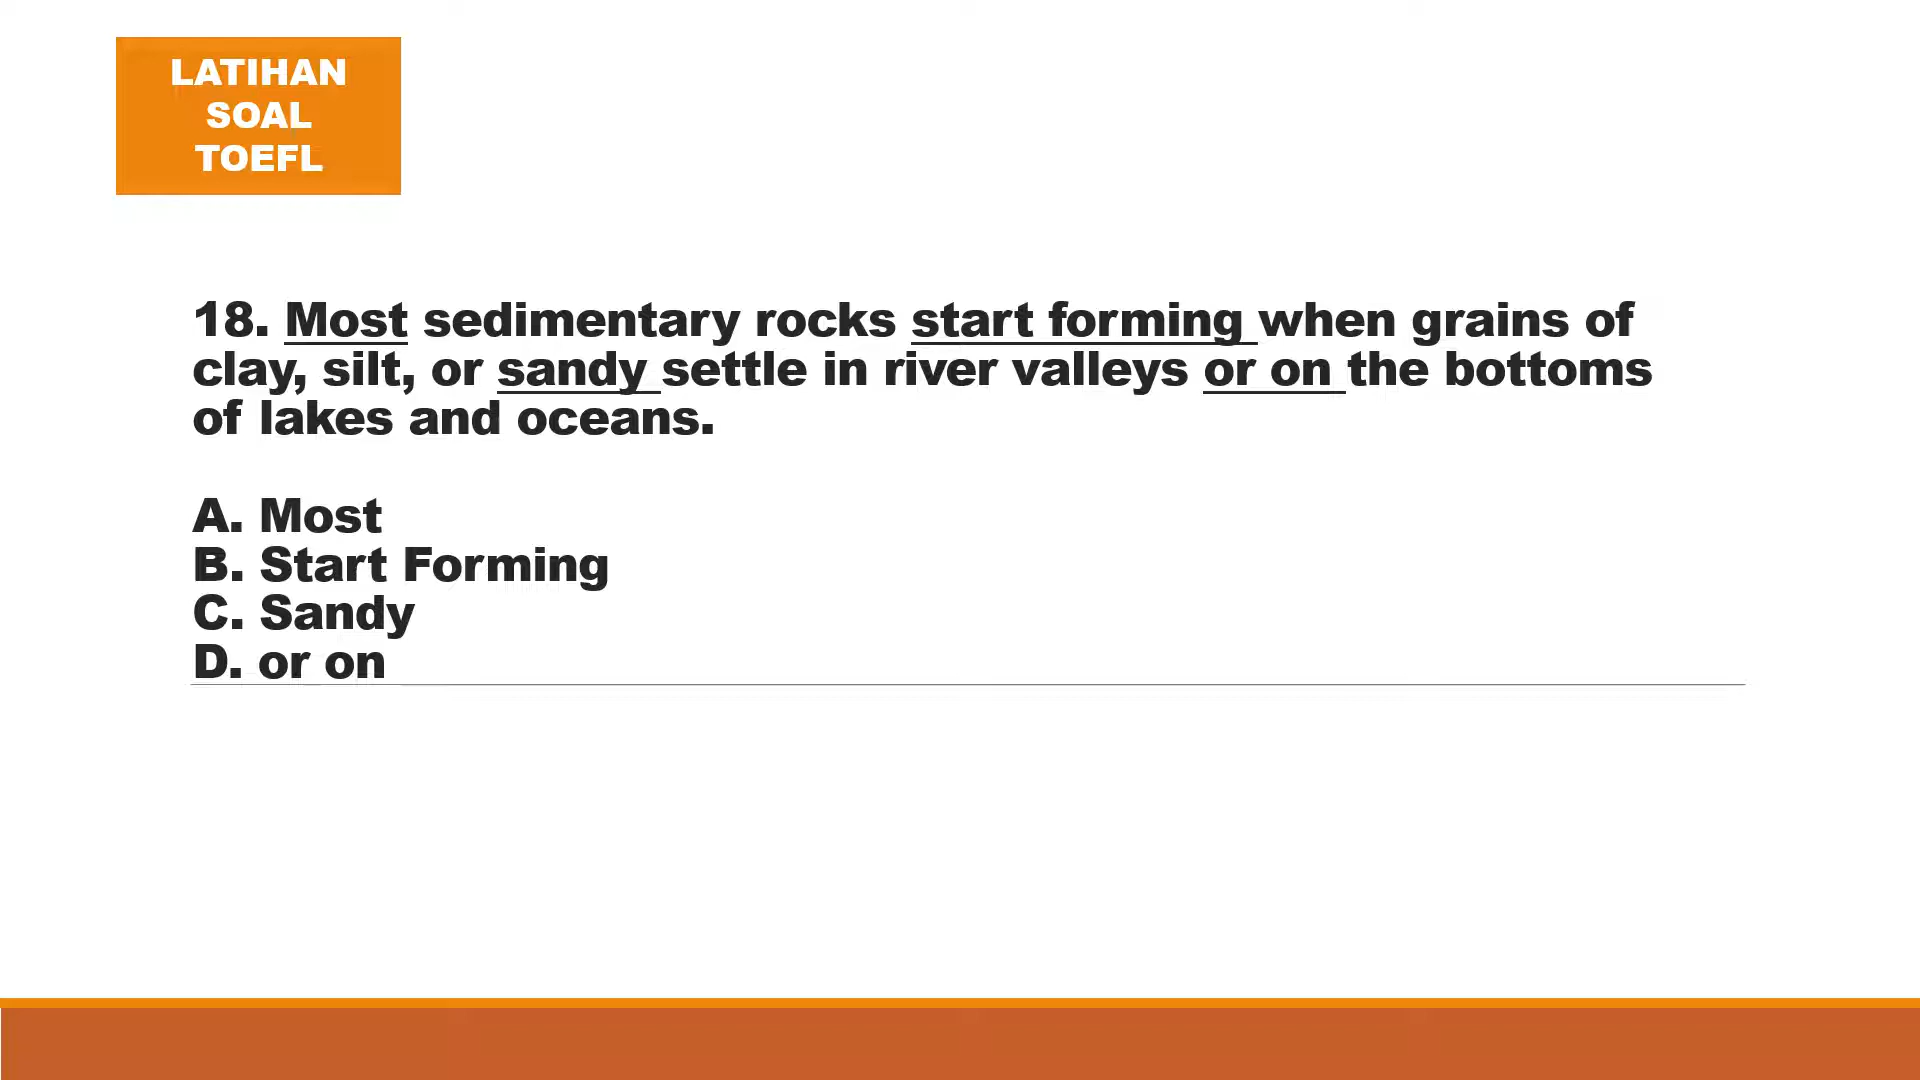 LATIHAN
SOAL
TOEFL
18. Most sedimentary rocks start forming when grains of
clay, silt, or sandy settle in river valleys or on the bottoms
of lakes and oceans.
A. Most
B. Start Forming
C. Sandy
D. or on